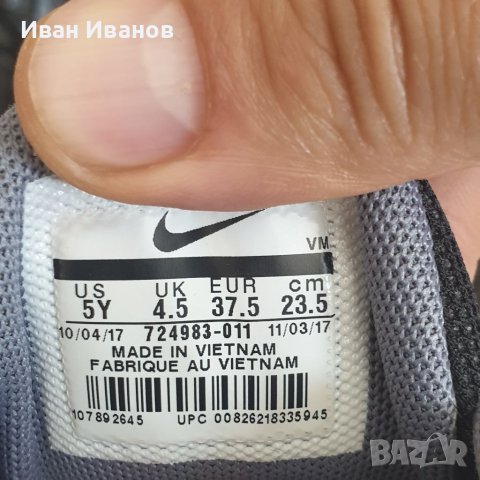 Иван Иванов
VM
US UK EUR cm
5Y 4.5 37.5 23.5
10/04/17 724983-011 11/03/17
MADE IN VIETNAM
FABRIQUE AU VIETNAM
107892645 UPC 00826218335945
BAZAR